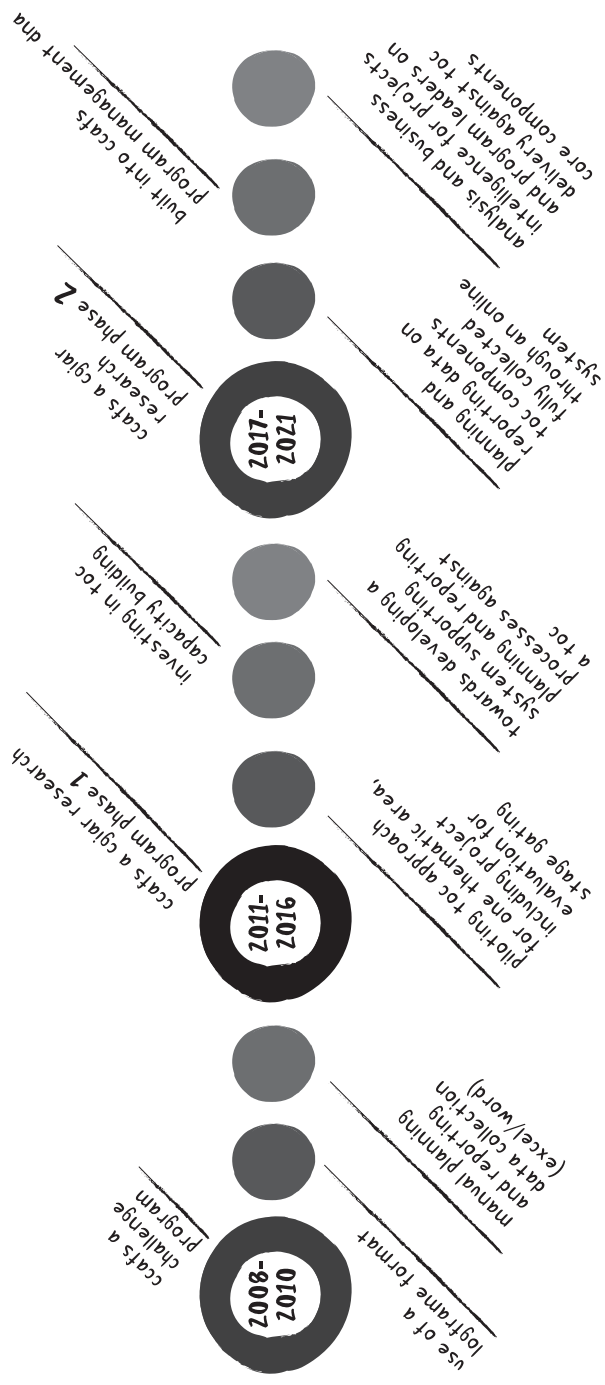 ccafs a
challenge
program
2008-
2010
use of a
logframe format
manual planning
and reporting
data collection
(excel/word)
ccafs a cgiar research
program phase 1
2011-
2016
piloting toc approach
for one thematic area,
including project
evaluation for
stage gating
investing in toc
capacity building
towards developing a
system supporting
planning and reporting
processes against
a toc
ccafs a cgiar
research
program phase 2
2017-
2021
planning and
reporting data on
toc components
fully collected
through an online
system
built into ccafs
program management dna
analysis and business
intelligence for projects
and program leaders on
delivery against toc
core components